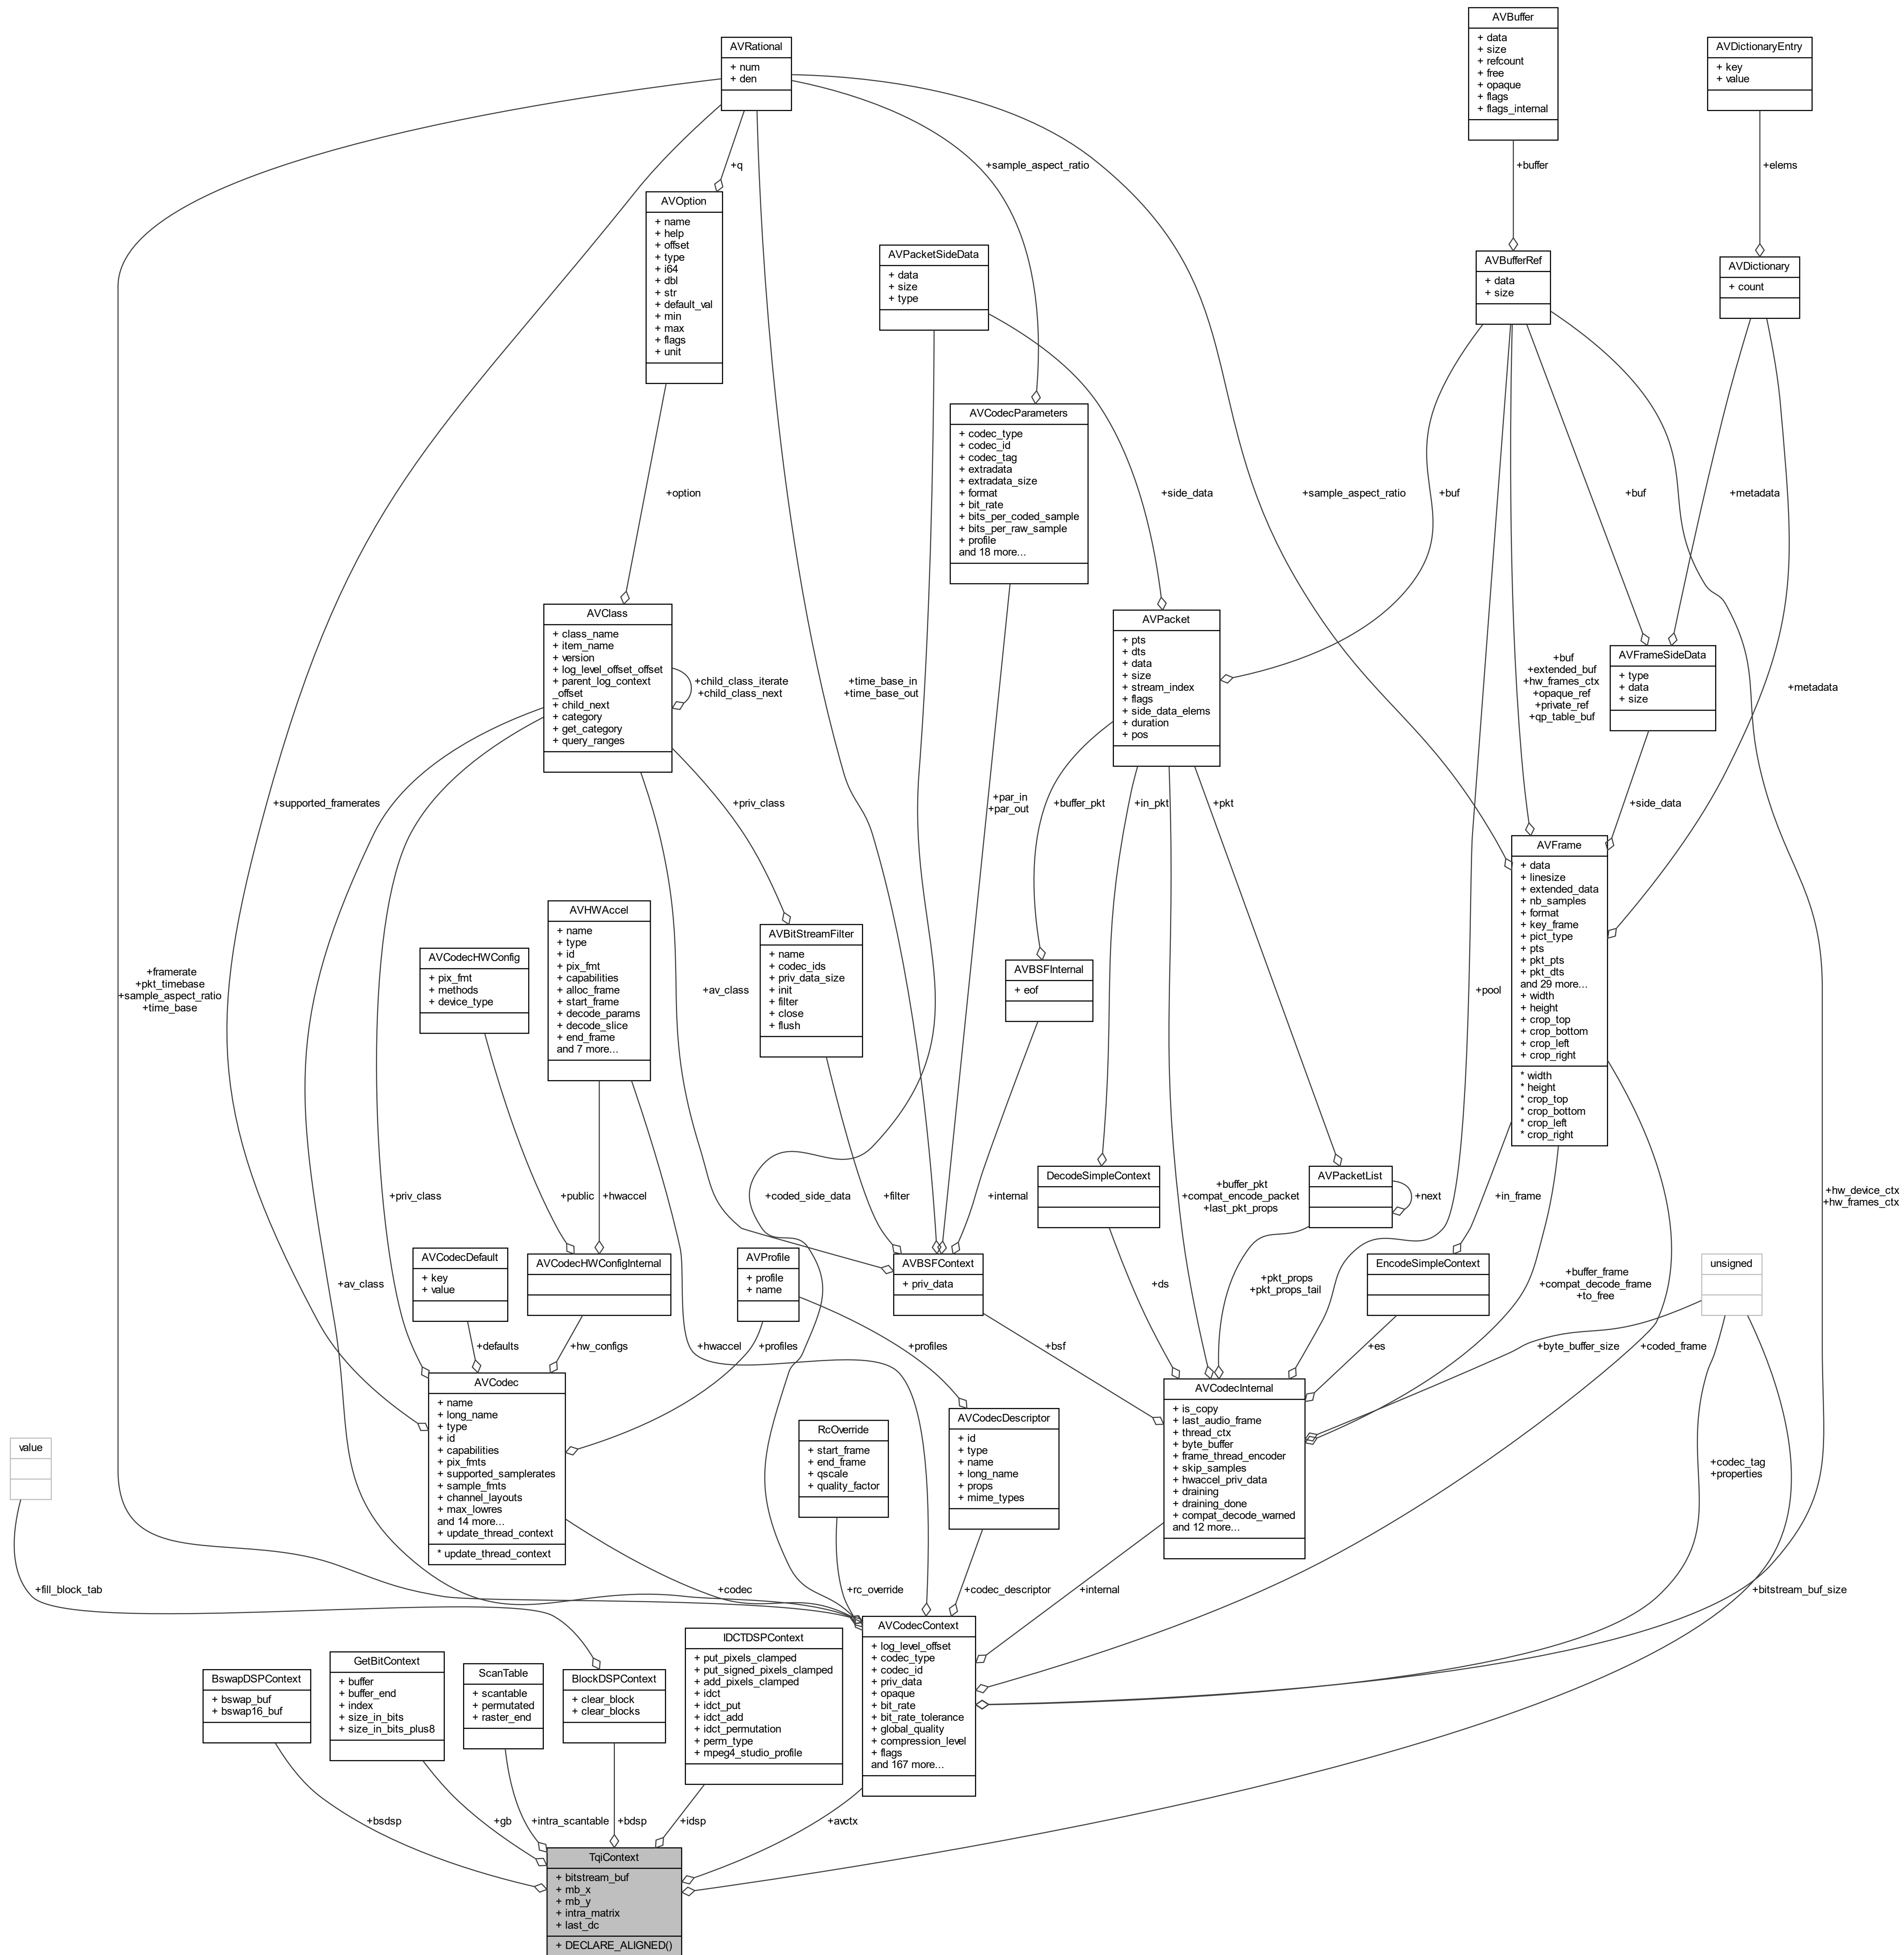 AVBuffer
+ data
+ size
+ refcount
+ free
+ opaque
+ flags
+ flags_internal
AVRational
+ num
+ den
AVDictionaryEntry
+ key
+ value
+q
+sample_aspect_ratio
+buffer
+elems
AVOption
+ name
+ help
+ offset
+ type
+ i64
+ dbl
+ str
+ default_val
+ min
+ max
+ flags
+ unit
AVPacketSideData
+ data
+ size
+ type
AVBufferRef
+ data
+ size
AVDictionary
+ count
AVCodecParameters
+ codec_type
+ codec_id
+ codec_tag
+ extradata
+ extradata_size
+ format
+ bit_rate
+ bits_per_coded_sample
+ bits_per_raw_sample
+ profile
and 18 more...
+option
+side_data
+sample_aspect_ratio
+buf
+buf
+metadata
AVClass
+ class_name
+ item_name
+ version
+ log_level_offset_offset
+ parent_log_context
_offset
+ child_next
+ category
+ get_category
+ query_ranges
+child_class_iterate
+child_class_next
+time_base_in
+time_base_out
AVPacket
+ pts
+ dts
+ data
+ size
+ stream_index
+ flags
+ side_data_elems
+ duration
+ pos
+buf
+extended_buf
+hw_frames_ctx
+opaque_ref
+private_ref
+qp_table_buf
AVFrameSideData
+ type
+ data
+ size
+metadata
+supported_framerates
+priv_class
+par_in
+par_out
+buffer_pkt
+in_pkt
+pkt
+side_data
AVFrame
+ data
+ linesize
+ extended_data
+ nb_samples
+ format
+ key_frame
+ pict_type
+ pts
+ pkt_pts
+ pkt_dts
and 29 more...
+ width
+ height
+ crop_top
+ crop_bottom
+ crop_left
+ crop_right
* width
* height
* crop_top
* crop_bottom
* crop_left
* crop_right
+framerate
+pkt_timebase
+sample_aspect_ratio
+time_base
AVCodecHWConfig
+ pix_fmt
+ methods
+ device_type
AVHWAccel
+ name
+ type
+ id
+ pix_fmt
+ capabilities
+ alloc_frame
+ start_frame
+ decode_params
+ decode_slice
+ end_frame
and 7 more...
+av_class
AVBitStreamFilter
+ name
+ codec_ids
+ priv_data_size
+ init
+ filter
+ close
+ flush
AVBSFInternal
+ eof
+pool
+priv_class
+public
+hwaccel
+coded_side_data
+filter
+internal
DecodeSimpleContext
+buffer_pkt
+compat_encode_packet
+last_pkt_props
AVPacketList
+next
+in_frame
+hw_device_ctx
+hw_frames_ctx
+av_class
AVCodecDefault
+ key
+ value
AVCodecHWConfigInternal
AVProfile
+ profile
+ name
AVBSFContext
+ priv_data
+ds
+pkt_props
+pkt_props_tail
EncodeSimpleContext
+buffer_frame
+compat_decode_frame
+to_free
unsigned
+defaults
+hw_configs
+hwaccel
+profiles
+profiles
+bsf
+es
+byte_buffer_size
+coded_frame
value
AVCodec
+ name
+ long_name
+ type
+ id
+ capabilities
+ pix_fmts
+ supported_samplerates
+ sample_fmts
+ channel_layouts
+ max_lowres
and 14 more...
+ update_thread_context
* update_thread_context
RcOverride
+ start_frame
+ end_frame
+ qscale
+ quality_factor
AVCodecDescriptor
+ id
+ type
+ name
+ long_name
+ props
+ mime_types
AVCodecInternal
+ is_copy
+ last_audio_frame
+ thread_ctx
+ byte_buffer
+ frame_thread_encoder
+ skip_samples
+ hwaccel_priv_data
+ draining
+ draining_done
+ compat_decode_warned
and 12 more...
+codec_tag
+properties
+fill_block_tab
+codec
+rc_override
+codec_descriptor
+internal
+bitstream_buf_size
BswapDSPContext
+ bswap_buf
+ bswap16_buf
GetBitContext
+ buffer
+ buffer_end
+ index
+ size_in_bits
+ size_in_bits_plus8
ScanTable
+ scantable
+ permutated
+ raster_end
BlockDSPContext
+ clear_block
+ clear_blocks
IDCTDSPContext
+ put_pixels_clamped
+ put_signed_pixels_clamped
+ add_pixels_clamped
+ idct
+ idct_put
+ idct_add
+ idct_permutation
+ perm_type
+ mpeg4_studio_profile
AVCodecContext
+ log_level_offset
+ codec_type
+ codec_id
+ priv_data
+ opaque
+ bit_rate
+ bit_rate_tolerance
+ global_quality
+ compression_level
+ flags
and 167 more...
+bsdsp
+gb
+intra_scantable
+bdsp
+idsp
+avctx
TqiContext
+ bitstream_buf
+ mb_x
+ mb_y
+ intra_matrix
+ last_dc
+ DECLARE_ALIGNED()